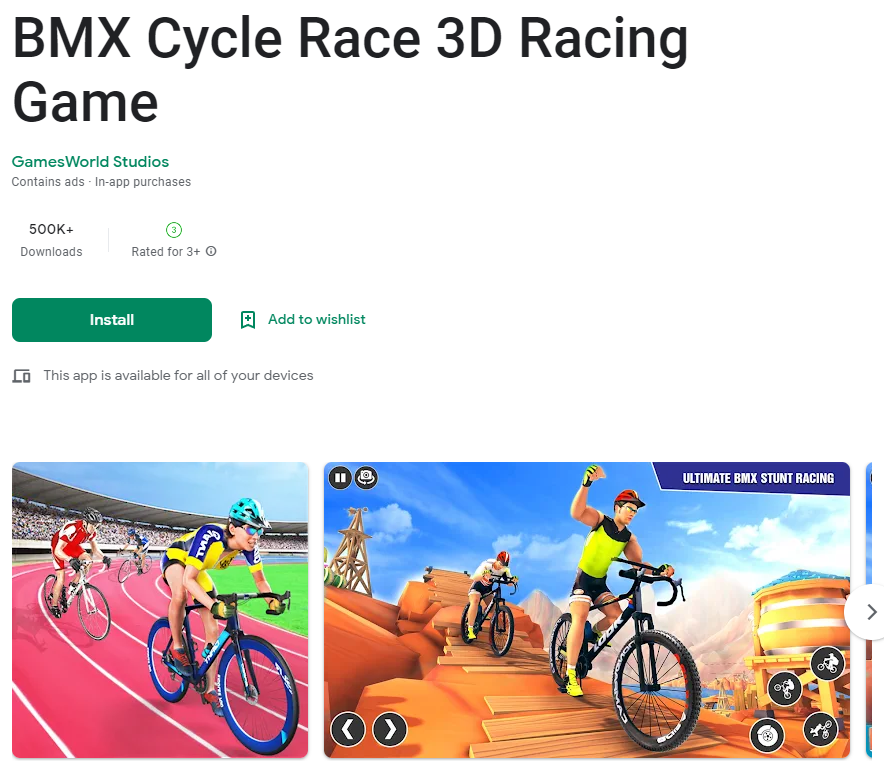 BMX Cycle Race 3D Racing
Game
GamesWorld Studios
Contains ads · In-app purchases
500K+
Downloads
3
Rated for 3+
Install
Add to wishlist
This app is available for all of your devices
ULTIMATE BMX STUNT RACING
LOOK